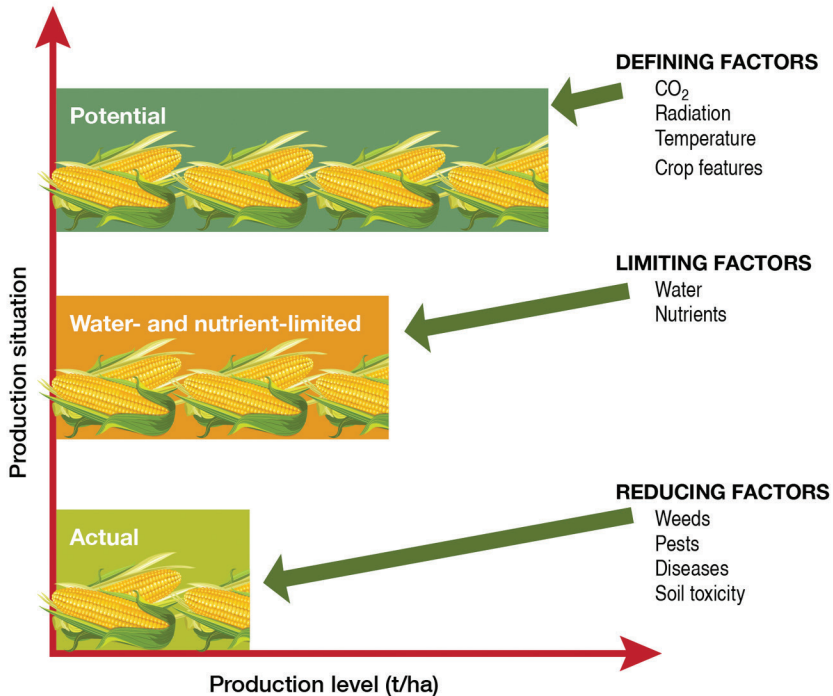 Production situation
Potential
DEFINING FACTORS
CO₂
Radiation
Temperature
Crop features
Water- and nutrient-limited
LIMITING FACTORS
Water
Nutrients
Actual
REDUCING FACTORS
Weeds
Pests
Diseases
Soil toxicity
Production level (t/ha)